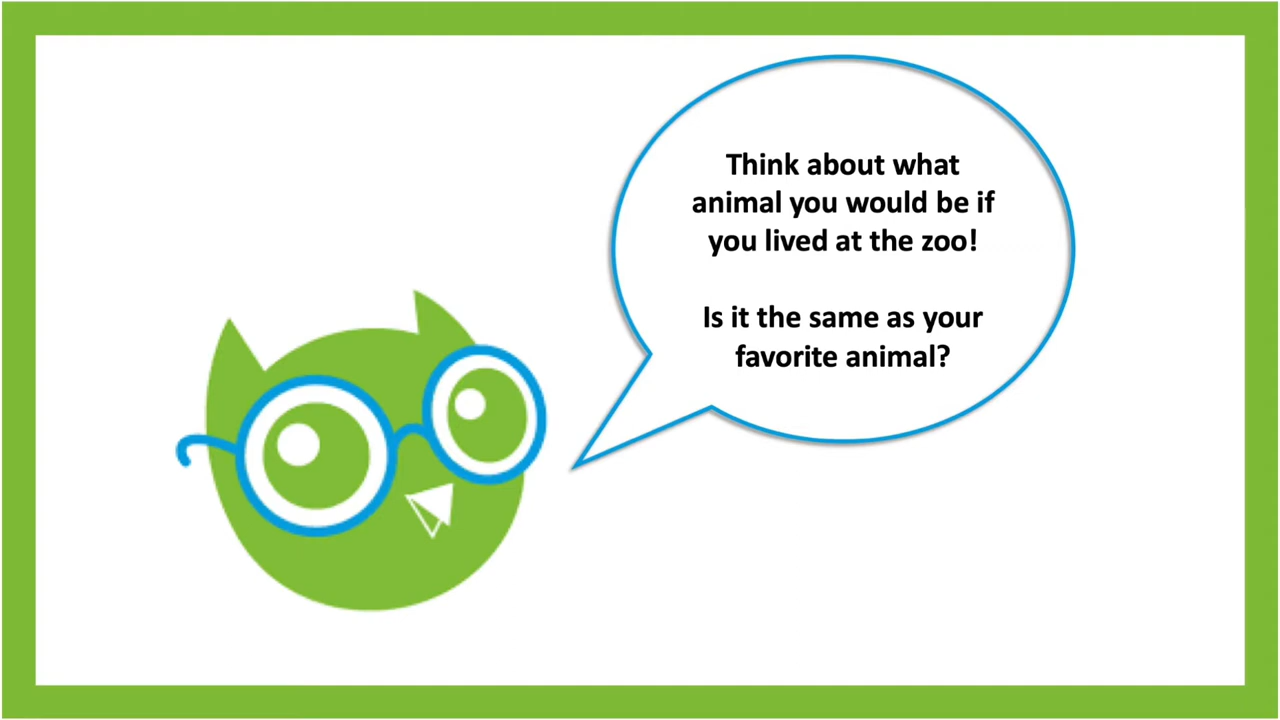 Think about what
animal you would be if
you lived at the zoo!
Is it the same as your
favorite animal?